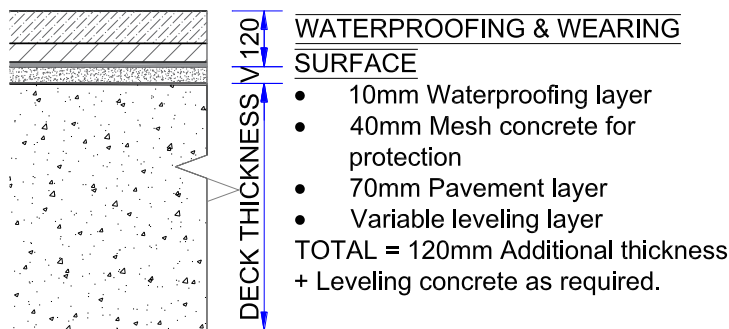 WATERPROOFING & WEARING
SURFACE
• 10mm Waterproofing layer
• 40mm Mesh concrete for
protection
• 70mm Pavement layer
• Variable leveling layer
TOTAL = 120mm Additional thickness
+ Leveling concrete as required.
120
V
DECK THICKNESS